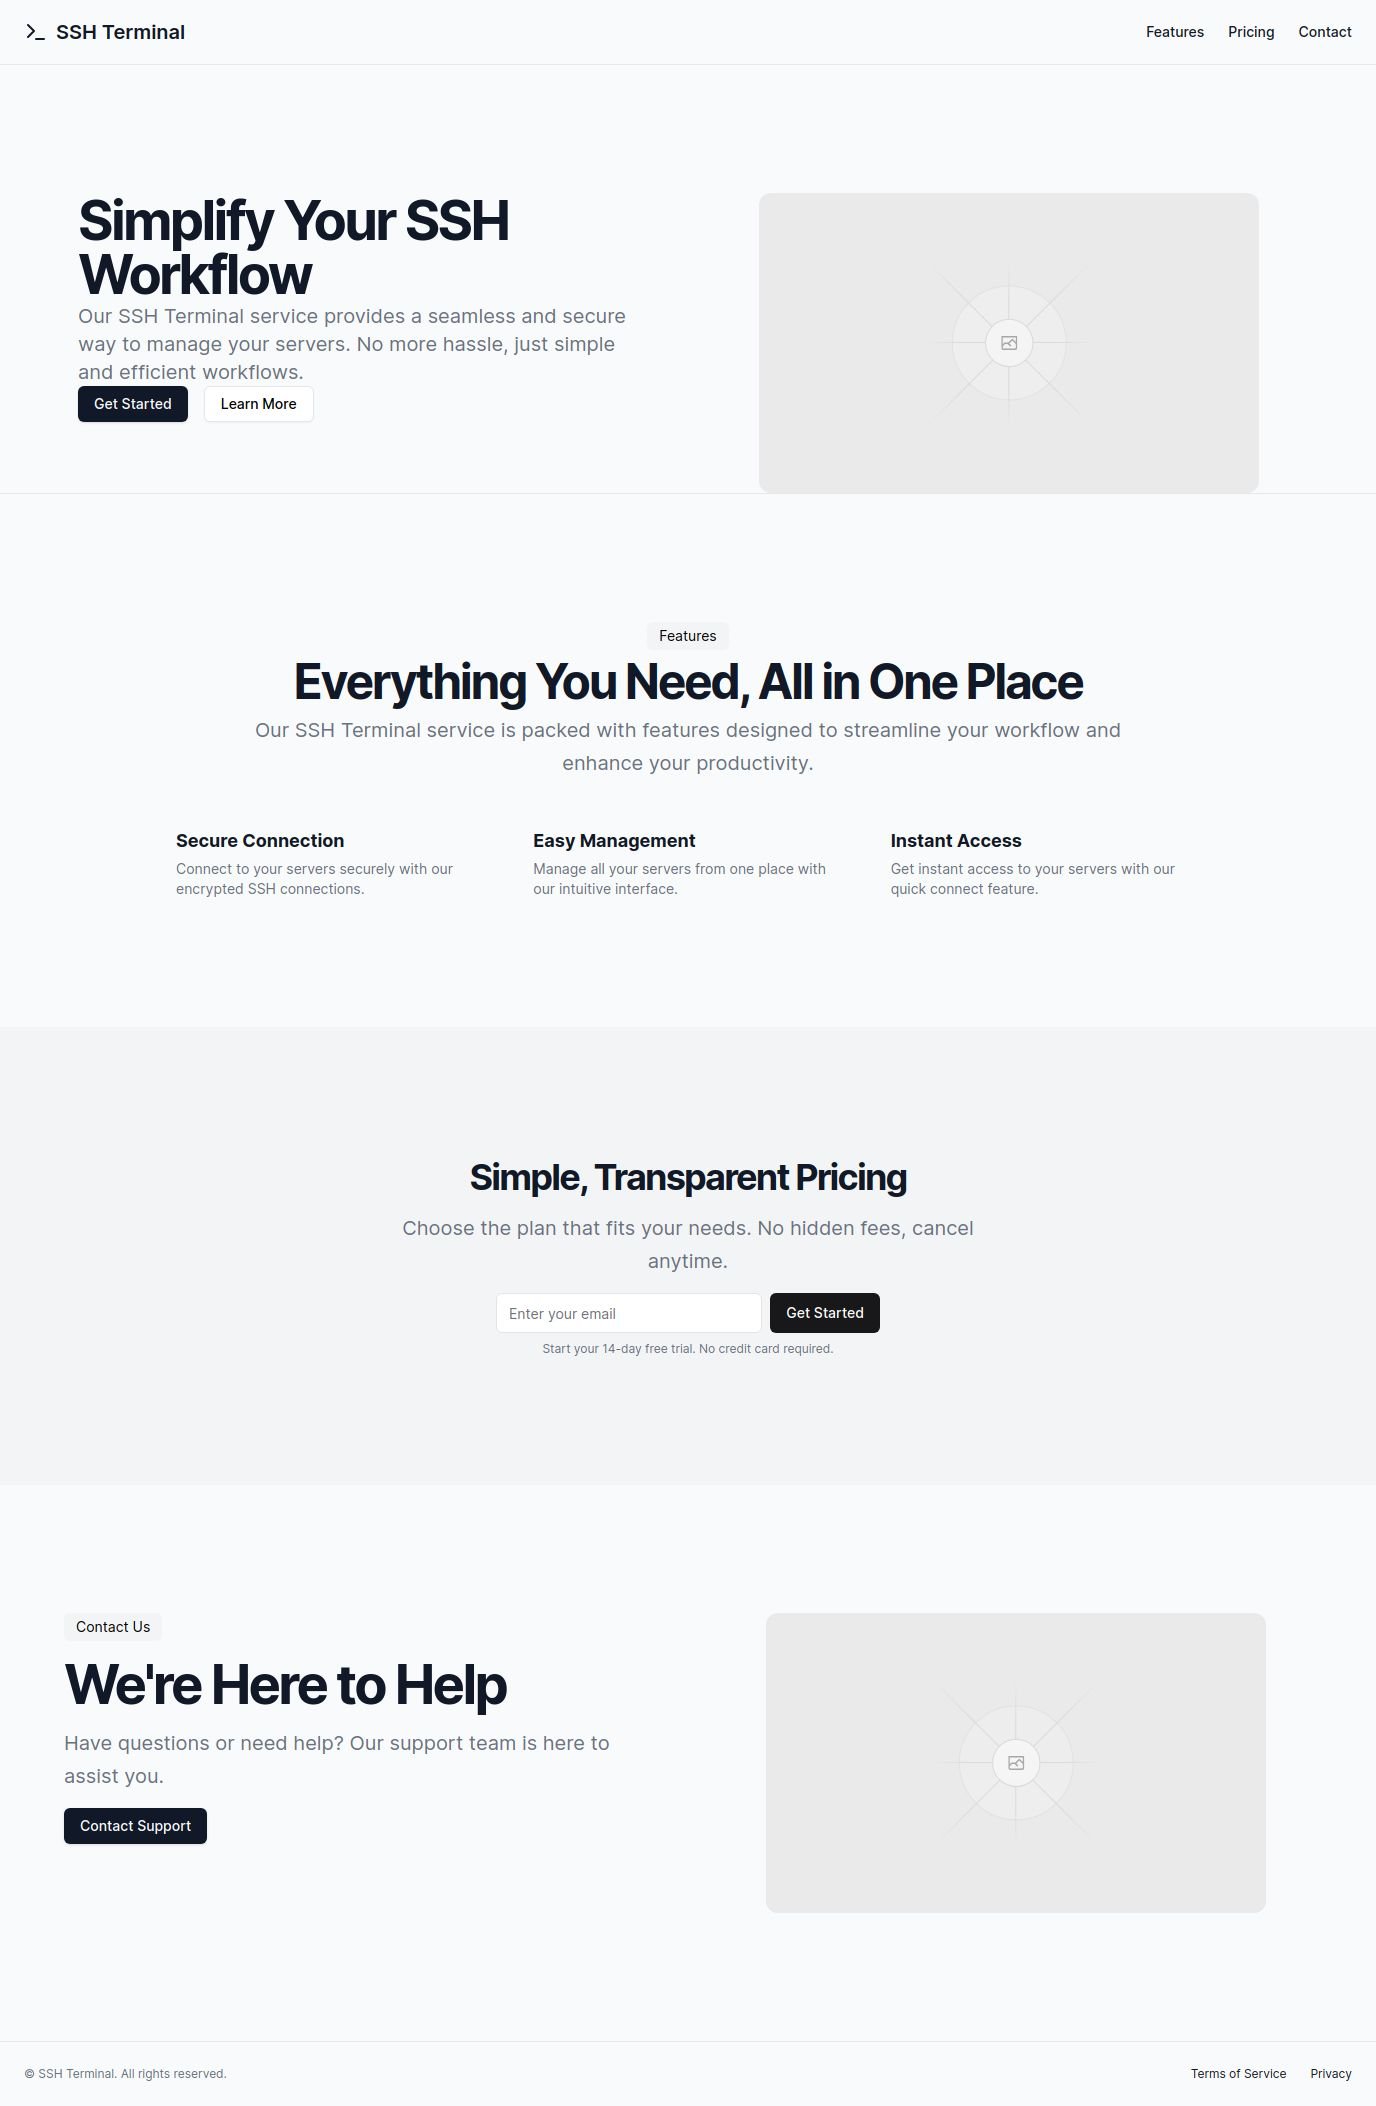 SSH Terminal
Features
Pricing
Contact
Simplify Your SSH
Workflow
Our SSH Terminal service provides a seamless and secure
way to manage your servers. No more hassle, just simple
and efficient workflows.
Get Started
Learn More
Features
Everything You Need, All in One Place
Our SSH Terminal service is packed with features designed to streamline your workflow and
enhance your productivity.
Secure Connection
Connect to your servers securely with our
encrypted SSH connections.
Easy Management
Manage all your servers from one place with
our intuitive interface.
Instant Access
Get instant access to your servers with our
quick connect feature.
Simple, Transparent Pricing
Choose the plan that fits your needs. No hidden fees, cancel
anytime.
Enter your email
Get Started
Start your 14-day free trial. No credit card required.
Contact Us
We're Here to Help
Have questions or need help? Our support team is here to
assist you.
Contact Support
© SSH Terminal. All rights reserved.
Terms of Service
Privacy